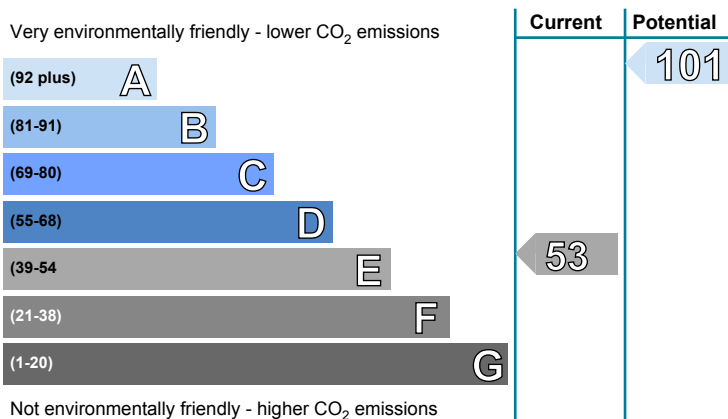 Current Potential
Very environmentally friendly - lower CO2 emissions
101
(92 plus) A
(81-91) B
(69-80) C
(55-68) D
(39-54 E
53
(21-38) F
(1-20) G
Not environmentally friendly - higher CO2 emissions